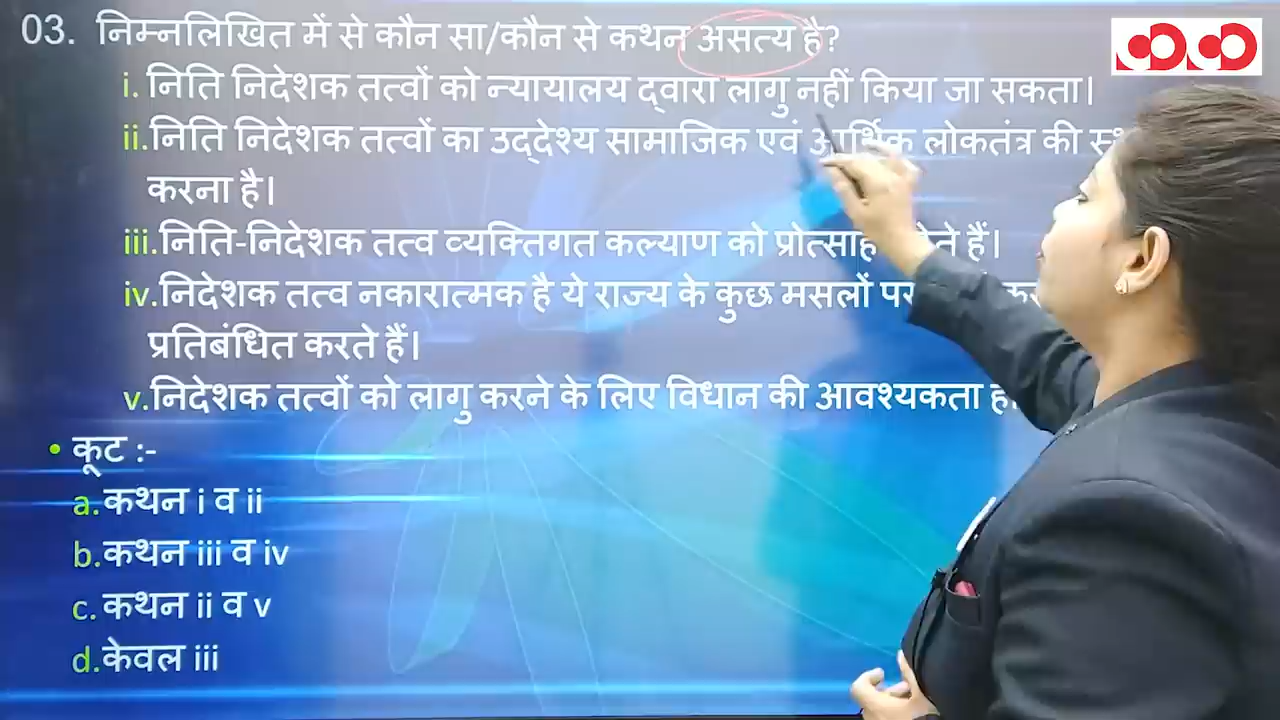 03. निम्नलिखित में से कौन सा/कौन से कथन असत्य है?
i. निति निदेशक तत्वों को न्यायालय द्वारा लागु नहीं किया जा सकता।
ii.निति निदेशक तत्वों का उद्देश्य सामाजिक एवं आर्थिक लोकतंत्र की
करना है।
iii.निति-निदेशक तत्व व्यक्तिगत कल्याण को हैं।
iv.निदेशक तत्व नकारात्मक है ये राज्य के कुछ मसलों पर
प्रतिबंधित करते हैं।
v.निदेशक तत्वों को लागु करने के लिए विधान की आवश्यकता
• कूट :-
a.कथन i व ii
b.कथन iii व iv
c. कथन ii व v
d.केवल iii